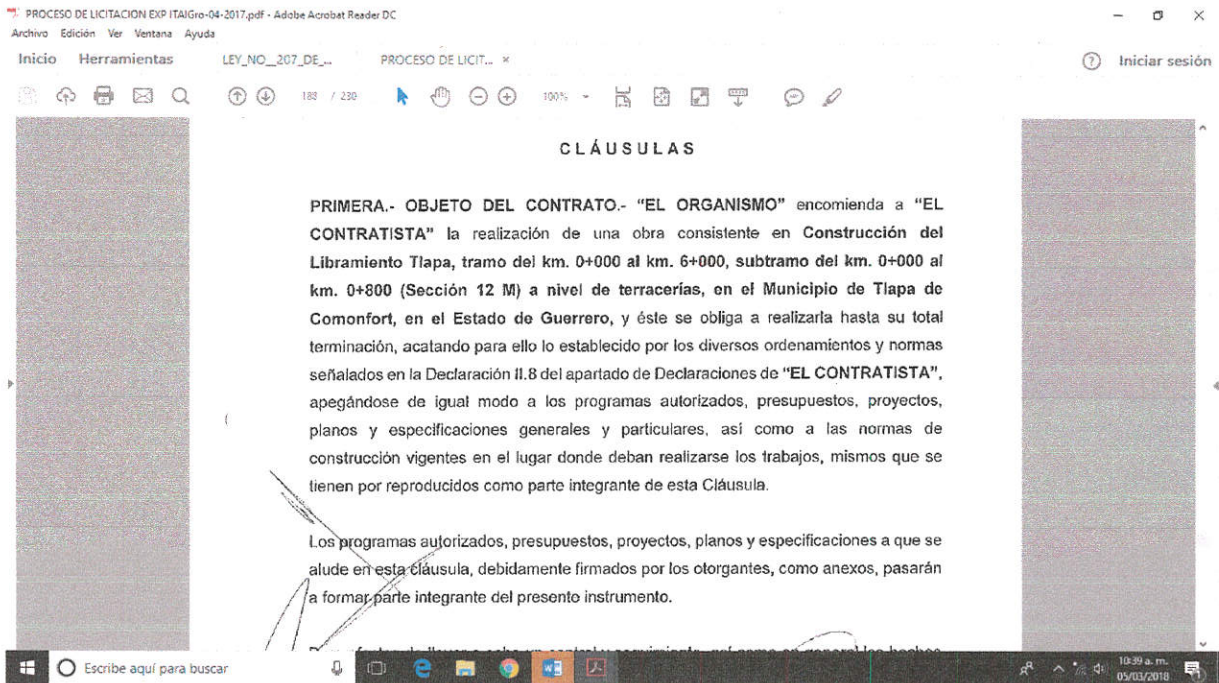 PROCESO DE LICITACION EXP ITAIGro-04-2017.pdf - Adobe Acrobat Reader DC
Archivo Edición Ver Ventana Ayuda
Inicio Herramientas LEY_NO__207_DE_... PROCESO DE LICIT... × Iniciar sesión
188 / 230 100%
CLÁUSULAS
PRIMERA.- OBJETO DEL CONTRATO.- "EL ORGANISMO" encomienda a "EL
CONTRATISTA" la realización de una obra consistente en Construcción del
Libramiento Tlapa, tramo del km. 0+000 al km. 6+000, subtramo del km. 0+000 al
km. 0+800 (Sección 12 M) a nivel de terracerías, en el Municipio de Tlapa de
Comonfort, en el Estado de Guerrero, y éste se obliga a realizarla hasta su total
terminación, acatando para ello lo establecido por los diversos ordenamientos y normas
señalados en la Declaración II.8 del apartado de Declaraciones de "EL CONTRATISTA",
apegándose de igual modo a los programas autorizados, presupuestos, proyectos,
planos y especificaciones generales y particulares, así como a las normas de
construcción vigentes en el lugar donde deban realizarse los trabajos, mismos que se
tienen por reproducidos como parte integrante de esta Cláusula.
Los programas autorizados, presupuestos, proyectos, planos y especificaciones a que se
alude en esta cláusula, debidamente firmados por los otorgantes, como anexos, pasarán
a formar parte integrante del presente instrumento.
Escribe aquí para buscar
10:39 a. m.
05/03/2018